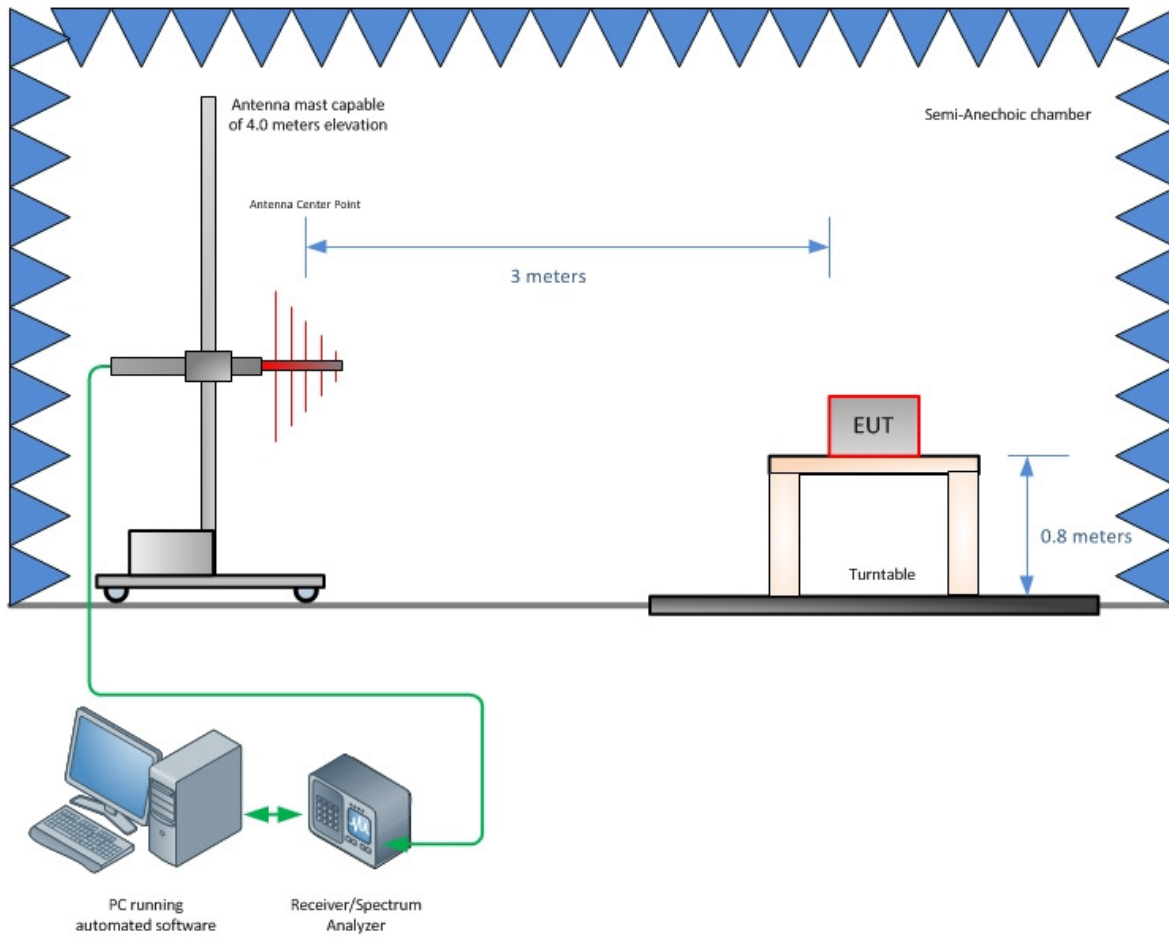 Antenna mast capable
of 4.0 meters elevation
Semi-Anechoic chamber
Antenna Center Point
3 meters
EUT
0.8 meters
Turntable
PC running
automated software
Receiver/Spectrum
Analyzer